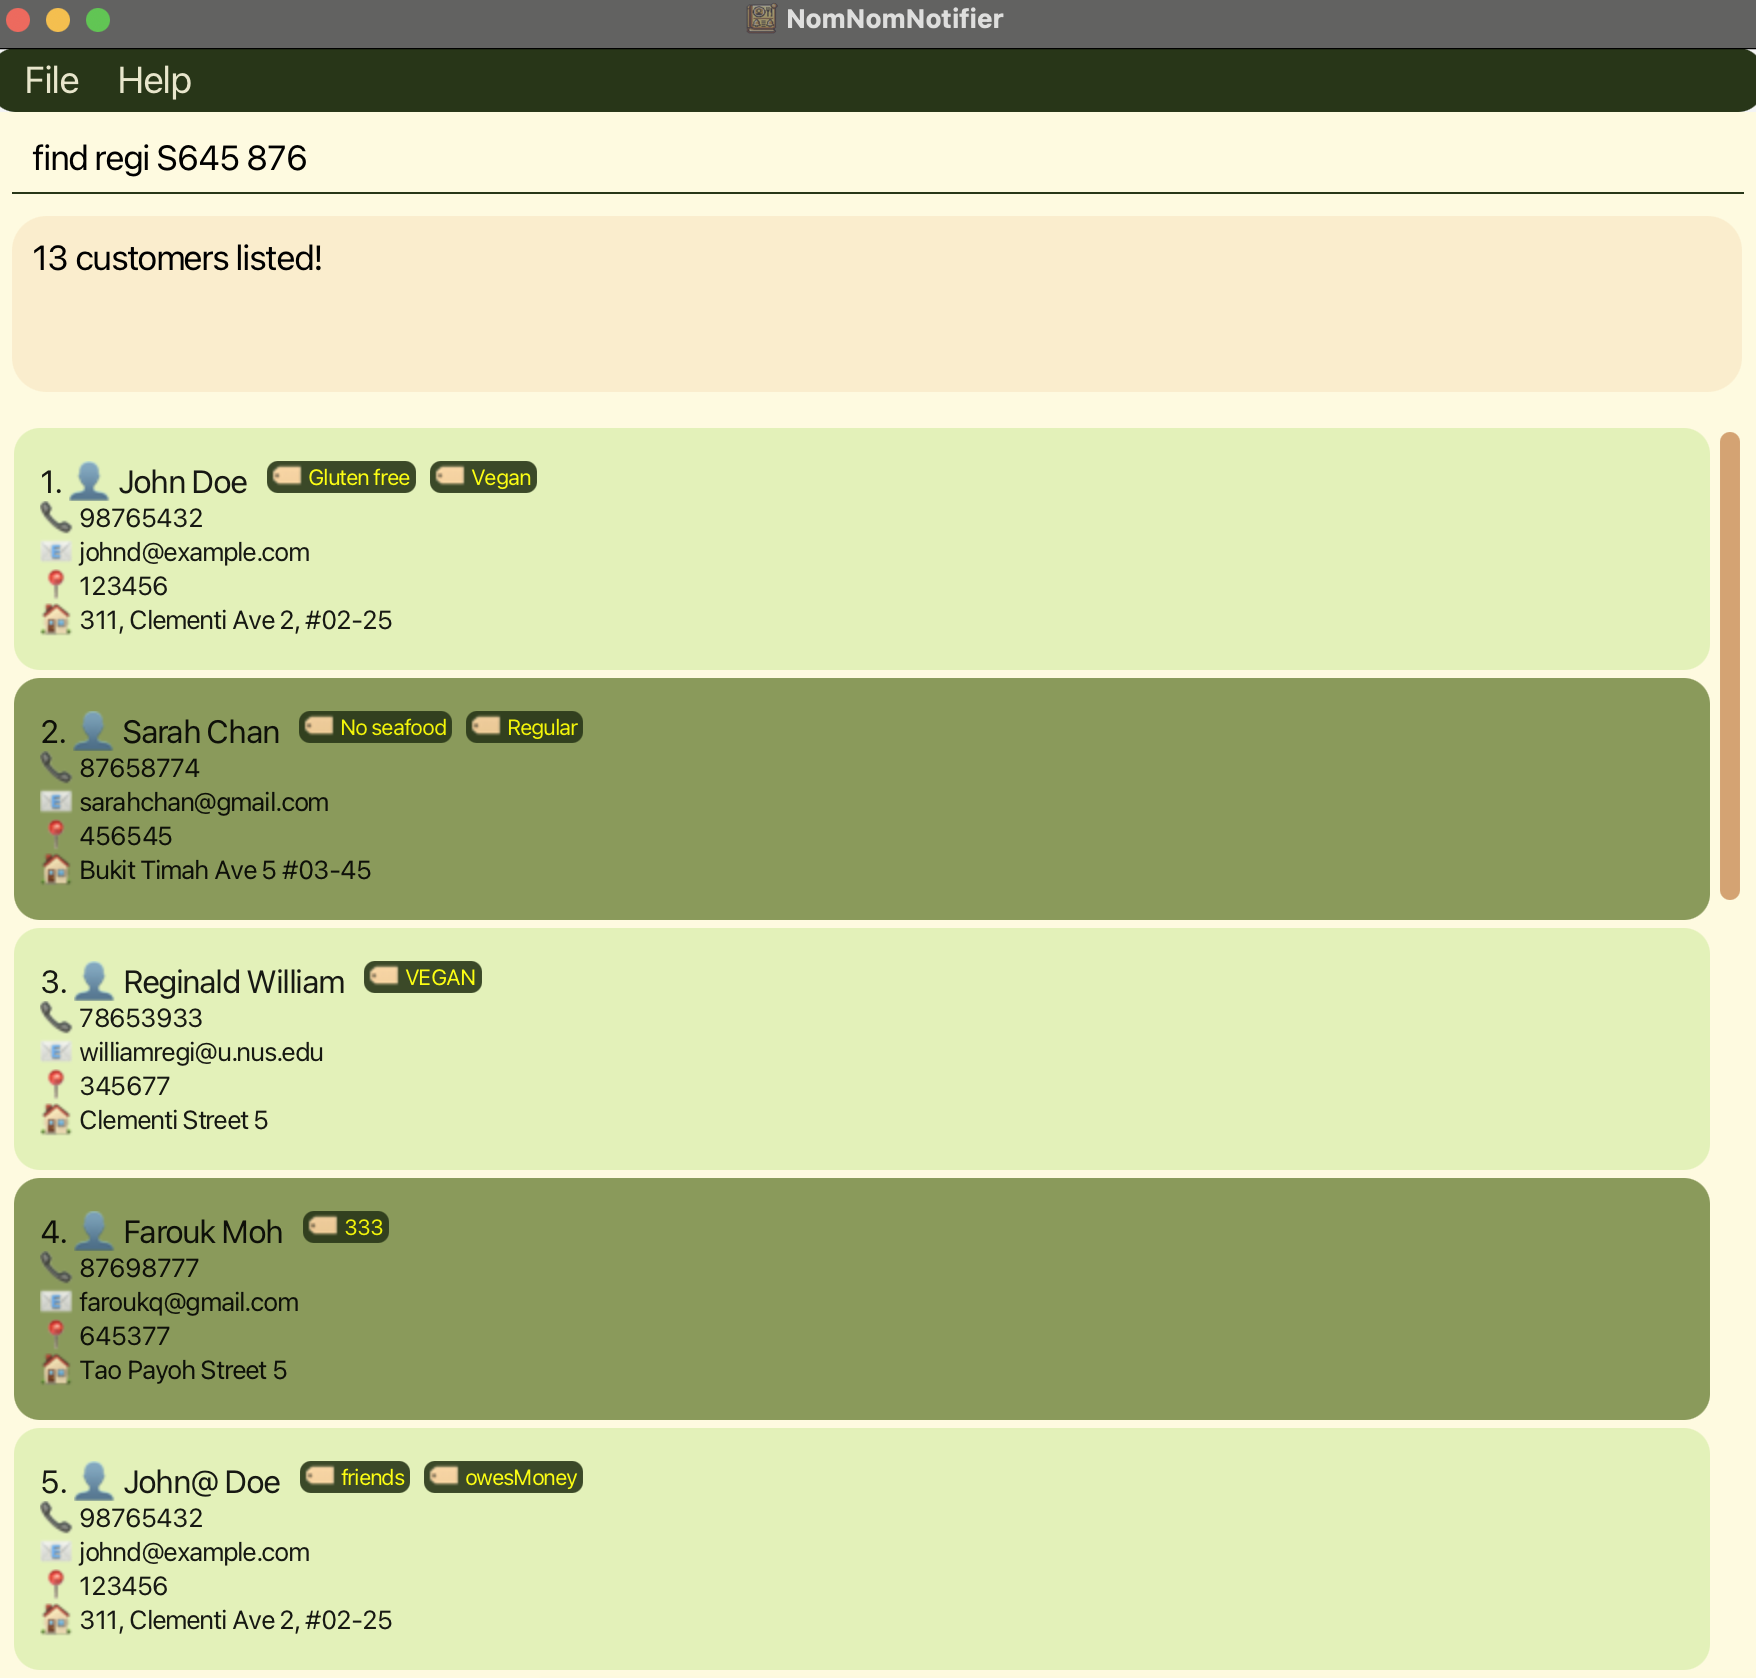 NomNomNotifier
File Help
find regi S645 876
13 customers listed!
1. John Doe Gluten free Vegan
98765432
johnd@example.com
123456
311, Clementi Ave 2, #02-25
2. Sarah Chan No seafood Regular
87658774
sarahchan@gmail.com
456545
Bukit Timah Ave 5 #03-45
3. Reginald William VEGAN
78653933
williamregi@u.nus.edu
345677
Clementi Street 5
4. Farouk Moh 333
87698777
faroukq@gmail.com
645377
Tao Payoh Street 5
5. John@ Doe friends owesMoney
98765432
johnd@example.com
123456
311, Clementi Ave 2, #02-25